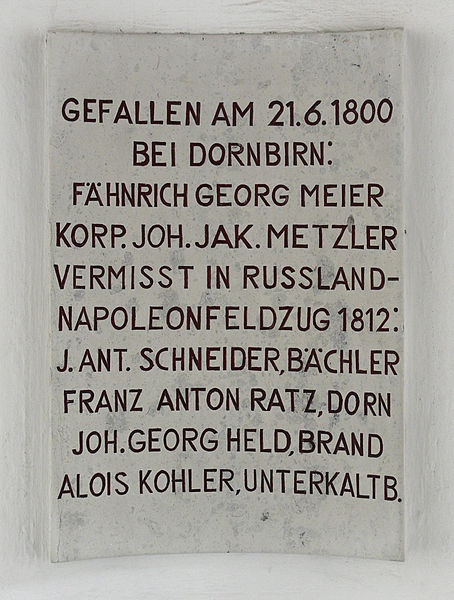 GEFALLEN AM 21.6.1800
BEI DORNBIRN:
FÄHNRICH GEORG MEIER
KORP. JOH. JAK. METZLER
VERMISST IN RUSSLAND-
NAPOLEONFELDZUG 1812:
J. ANT. SCHNEIDER, BÄCHLER
FRANZ ANTON RATZ, DORN
JOH. GEORG HELD, BRAND
ALOIS KOHLER, UNTERKALTB.